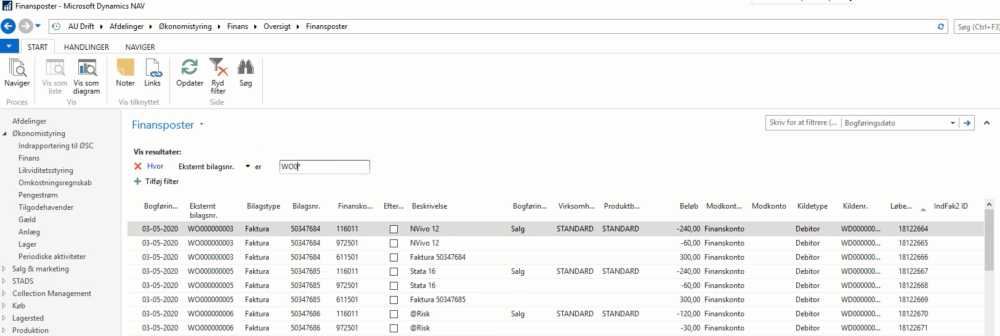 Finansposter - Microsoft Dynamics NAV
AU Drift Afdelinger Økonomistyring Finans Oversigt Finansposter
Søg (Ctrl+F3)
START HANDLINGER NAVIGER
Naviger
Vis som liste
Vis som diagram
Noter
Links
Opdater
Ryd filter
Søg
Proces
Vis
Vis tilknyttet
Side
Afdelinger
Økonomistyring
Indrapportering til ØSC
Finans
Likviditetsstyring
Omkostningsregnskab
Pengestrøm
Tilgodehavender
Gæld
Anlæg
Lager
Periodiske aktiviteter
Salg & marketing
STADS
Collection Management
Køb
Lagersted
Produktion
Finansposter
Skriv for at filtrere (... Bogføringsdato
Vis resultater:
Hvor Eksternt bilagsnr. er WO0*
Tilføj filter
Bogførin... Eksternt bilagsnr. Bilagstype Bilagsnr. Finansko... Efter... Beskrivelse Bogførin... Virksomh... Produktb... Beløb Modkont... Modkonto Kildetype Kildenr. Løbe... IndFak2 ID
03-05-2020 WO000000003 Faktura 50347684 116011 NVivo 12 Salg STANDARD STANDARD -240,00 Finanskonto Debitor WD000000... 18122664
03-05-2020 WO000000003 Faktura 50347684 972501 NVivo 12 -60,00 Finanskonto Debitor WD000000... 18122665
03-05-2020 WO000000003 Faktura 50347684 611501 Faktura 50347684 300,00 Finanskonto Debitor WD000000... 18122666
03-05-2020 WO000000005 Faktura 50347685 116011 Stata 16 Salg STANDARD STANDARD -240,00 Finanskonto Debitor WD000000... 18122667
03-05-2020 WO000000005 Faktura 50347685 972501 Stata 16 -60,00 Finanskonto Debitor WD000000... 18122668
03-05-2020 WO000000005 Faktura 50347685 611501 Faktura 50347685 300,00 Finanskonto Debitor WD000000... 18122669
03-05-2020 WO000000006 Faktura 50347686 116011 @Risk Salg STANDARD STANDARD -120,00 Finanskonto Debitor WD000000... 18122670
03-05-2020 WO000000006 Faktura 50347686 972501 @Risk -30,00 Finanskonto Debitor WD000000... 18122671